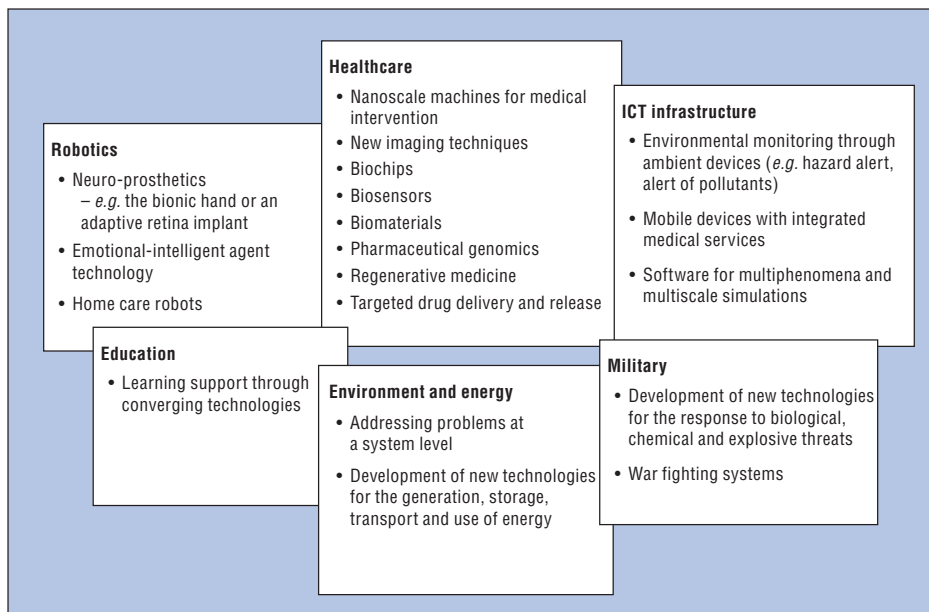 Healthcare
• Nanoscale machines for medical
intervention
• New imaging techniques
• Biochips
• Biosensors
• Biomaterials
• Pharmaceutical genomics
• Regenerative medicine
• Targeted drug delivery and release
ICT infrastructure
• Environmental monitoring through
ambient devices (e.g. hazard alert,
alert of pollutants)
• Mobile devices with integrated
medical services
• Software for multiphenomena and
multiscale simulations
Robotics
• Neuro-prosthetics
– e.g. the bionic hand or an
adaptive retina implant
• Emotional-intelligent agent
technology
• Home care robots
Education
• Learning support through
converging technologies
Environment and energy
• Addressing problems at
a system level
• Development of new technologies
for the generation, storage,
transport and use of energy
Military
• Development of new technologies
for the response to biological,
chemical and explosive threats
• War fighting systems